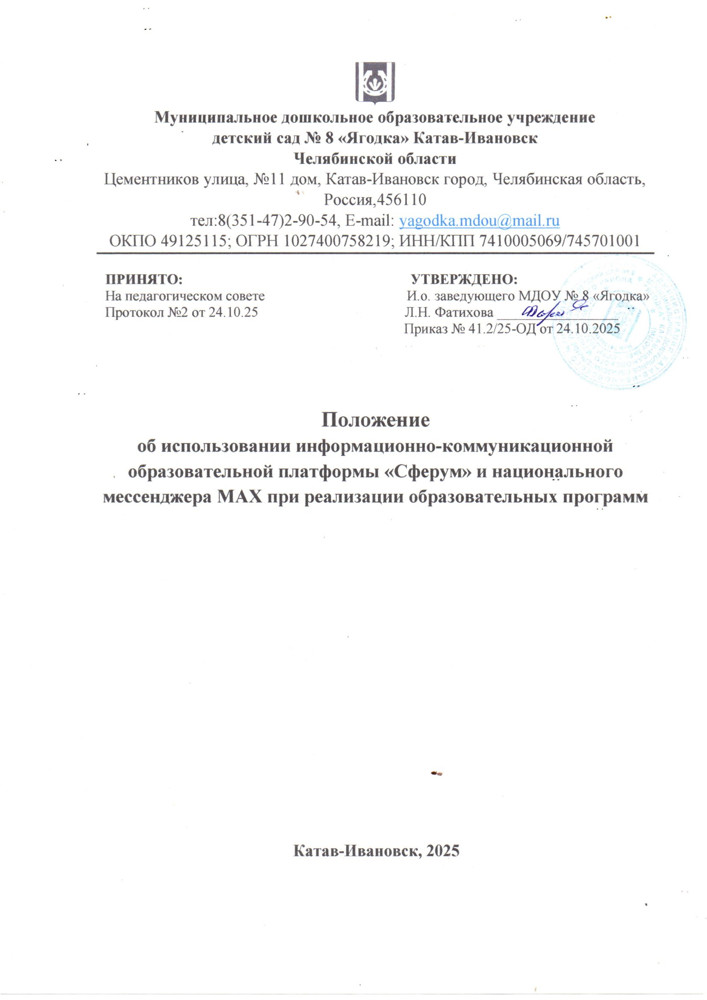 Муниципальное дошкольное образовательное учреждение
детский сад № 8 «Ягодка» Катав-Ивановск
Челябинской области
Цементников улица, №11 дом, Катав-Ивановск город, Челябинская область,
Россия,456110
тел:8(351-47)2-90-54, E-mail: yagodka.mdou@mail.ru
ОКПО 49125115; ОГРН 1027400758219; ИНН/КПП 7410005069/745701001
ПРИНЯТО:
На педагогическом совете
Протокол №2 от 24.10.25
УТВЕРЖДЕНО:
И.о. заведующего МДОУ № 8 «Ягодка»
Л.Н. Фатихова
Приказ № 41.2/25-ОД от 24.10.2025
Положение
об использовании информационно-коммуникационной
образовательной платформы «Сферум» и национального
мессенджера МАХ при реализации образовательных программ
Катав-Ивановск, 2025